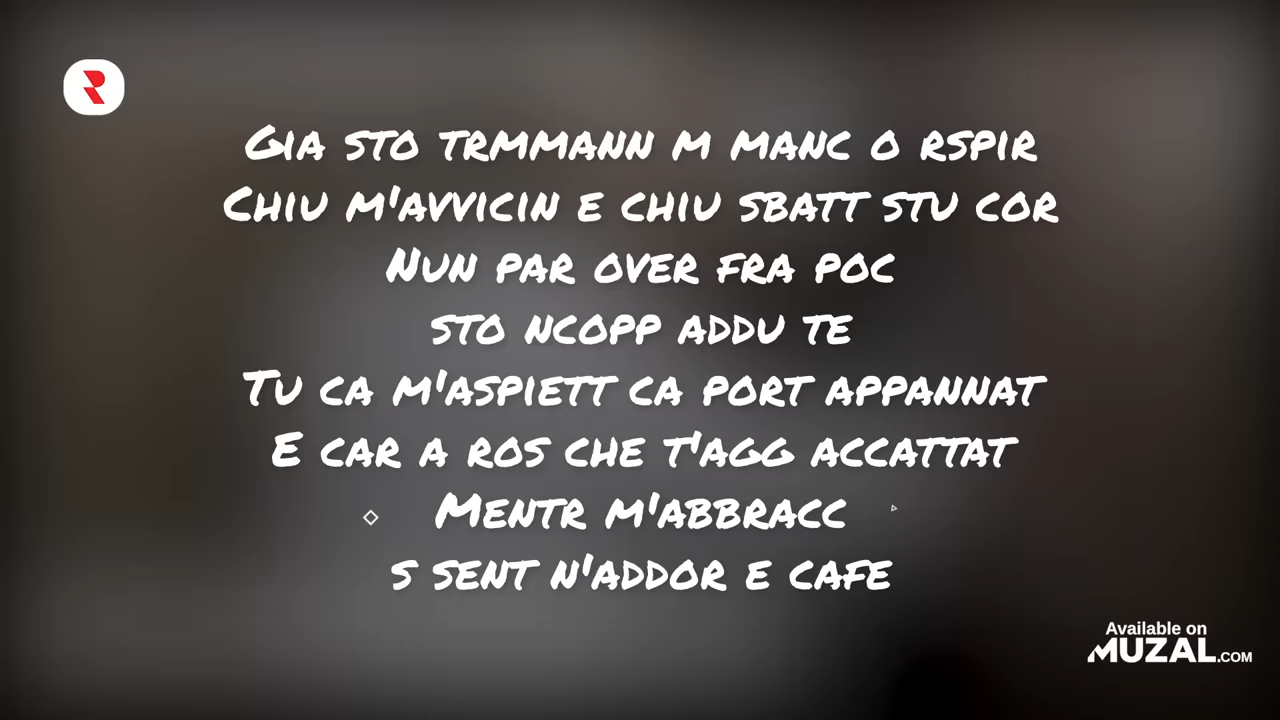 Gia sto trmmann m manc o rspir
Chiu m'avvicin e chiu sbatt stu cor
Nun par over fra poc
sto ncopp addu te
Tu ca m'aspiett ca port appannat
E car a ros che t'agg accattat
Mentr m'abbracc
s sent n'addor e cafe
Available on
MUZAL.COM